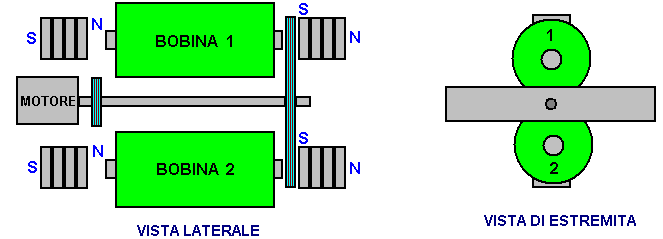 S N BOBINA 1 S N
MOTORE
S N BOBINA 2 S N
VISTA LATERALE
1
2
VISTA DI ESTREMITA